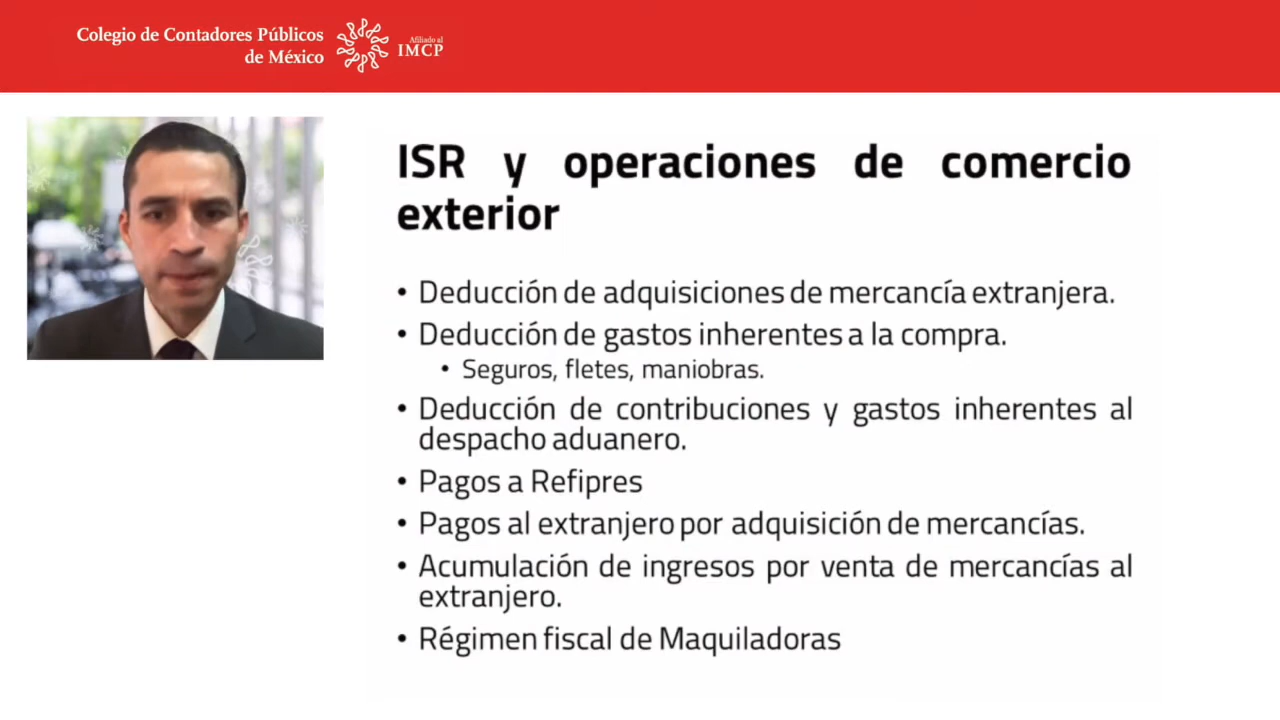 Colegio de Contadores Públicos
de México
Afiliado al
IMCP
ISR y operaciones de comercio
exterior
• Deducción de adquisiciones de mercancía extranjera.
• Deducción de gastos inherentes a la compra.
• Seguros, fletes, maniobras.
• Deducción de contribuciones y gastos inherentes al
despacho aduanero.
• Pagos a Refipres
• Pagos al extranjero por adquisición de mercancías.
• Acumulación de ingresos por venta de mercancías al
extranjero.
• Régimen fiscal de Maquiladoras